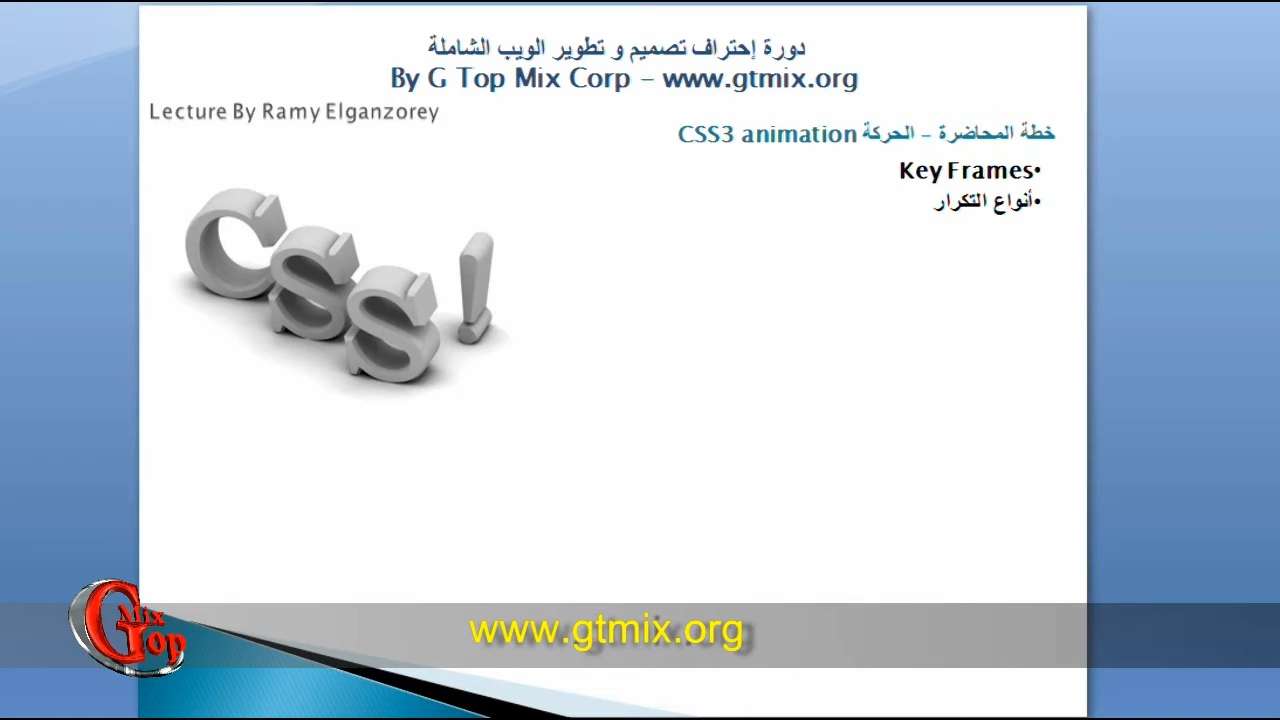 دورة إحتراف تصميم و تطوير الويب الشاملة
By G Top Mix Corp – www.gtmix.org
Lecture By Ramy Elganzorey
خطة المحاضرة – الحركة CSS3 animation
•Key Frames
•أنواع التكرار
CSS!
G Mix Top
www.gtmix.org